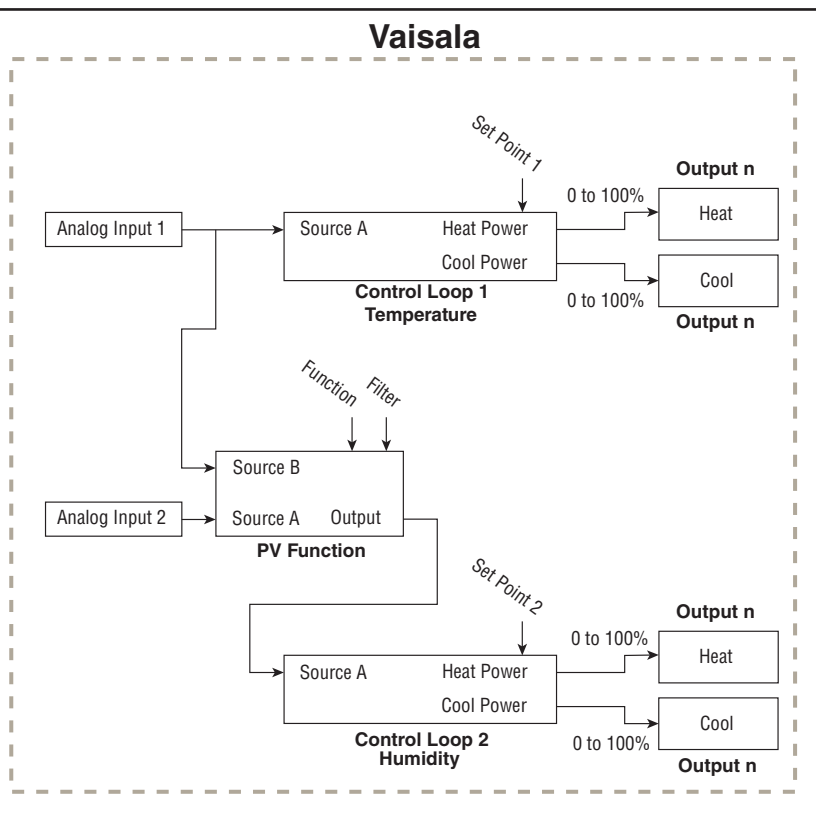 Vaisala
Set Point 1
Output n
0 to 100%
Heat
Analog Input 1
Source A
Heat Power
Cool Power
Cool
Control Loop 1
Temperature
0 to 100%
Output n
Function
Filter
Source B
Analog Input 2
Source A
Output
PV Function
Set Point 2
Output n
0 to 100%
Heat
Source A
Heat Power
Cool Power
Cool
Control Loop 2
Humidity
0 to 100%
Output n